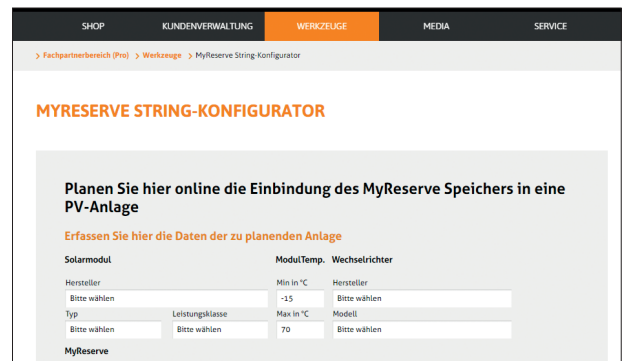 SHOP KUNDENVERWALTUNG WERKZEUGE MEDIA SERVICE
> Fachpartnerbereich (Pro) > Werkzeuge > MyReserve String-Konfigurator
MYRESERVE STRING-KONFIGURATOR
Planen Sie hier online die Einbindung des MyReserve Speichers in eine
PV-Anlage
Erfassen Sie hier die Daten der zu planenden Anlage
Solarmodul ModulTemp. Wechselrichter
Hersteller Min in °C Hersteller
Bitte wählen -15 Bitte wählen
Typ Leistungsklasse Max in °C Modell
Bitte wählen Bitte wählen 70 Bitte wählen
MyReserve